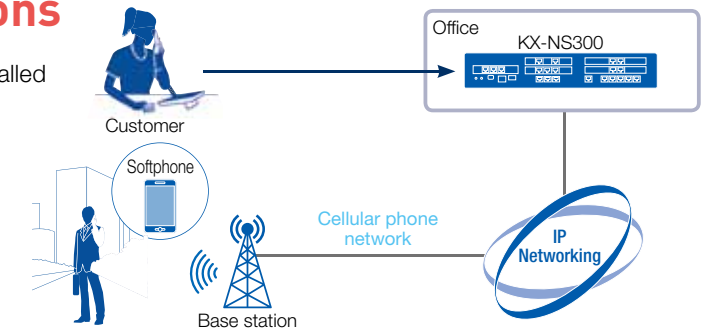 ons
alled
Office
KX-NS300
Customer
Softphone
Cellular phone
network
IP
Networking
Base station